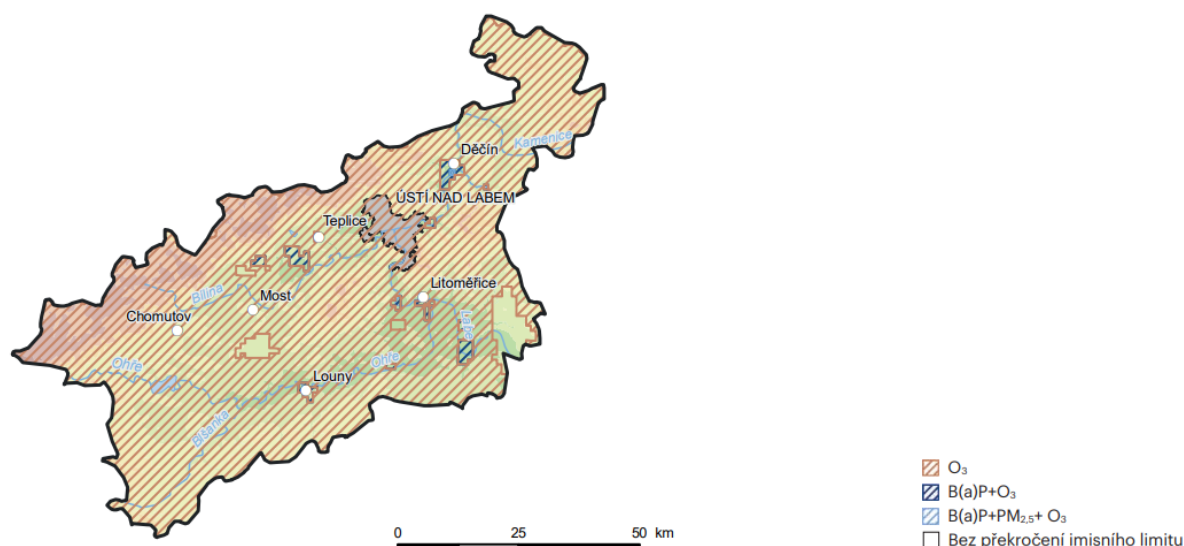 Kamenice
Děčín
ÚSTÍ NAD LABEM
Teplice
Litoměřice
Bílina
Most
Chomutov
Labe
Ohře
Ohře
Louny
Blšanka
0 25 50 km
O₃
B(a)P+O₃
B(a)P+PM₂,₅+ O₃
Bez překročení imisního limitu